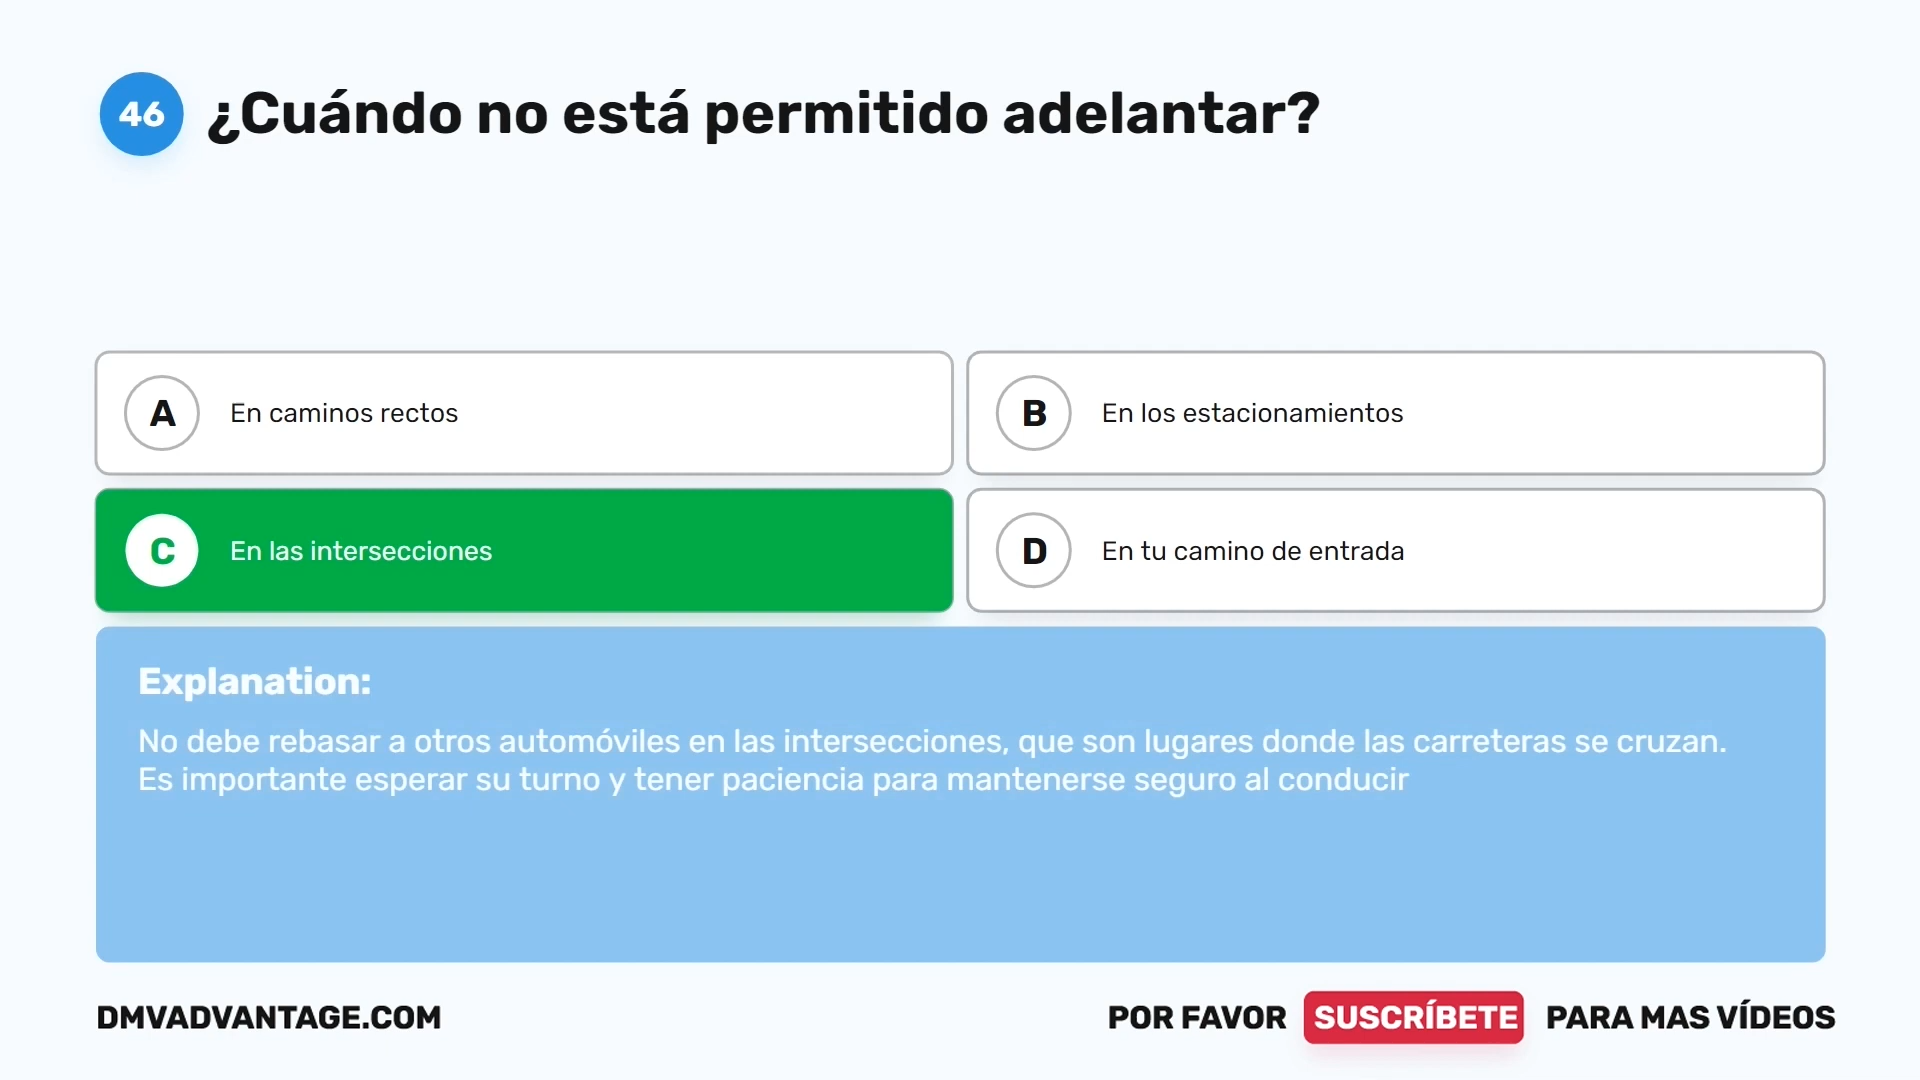 46 ¿Cuándo no está permitido adelantar?
A En caminos rectos
B En los estacionamientos
C En las intersecciones
D En tu camino de entrada
Explanation:
No debe rebasar a otros automóviles en las intersecciones, que son lugares donde las carreteras se cruzan.
Es importante esperar su turno y tener paciencia para mantenerse seguro al conducir
DMVADVANTAGE.COM
POR FAVOR SUSCRÍBETE PARA MAS VÍDEOS